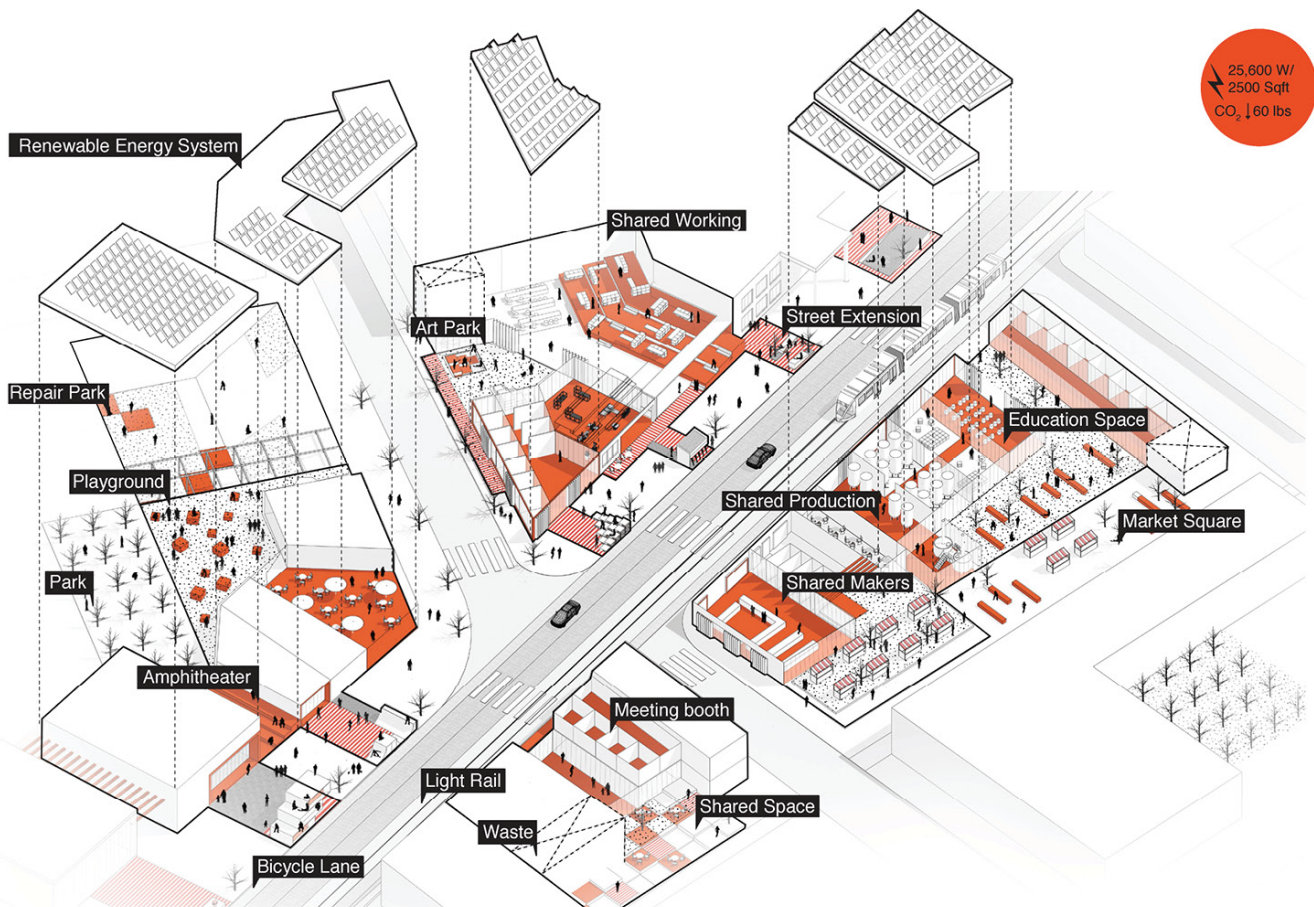 25,600 W/
2500 Sqft
CO₂ ↓ 60 lbs
Renewable Energy System
Shared Working
Art Park
Street Extension
Repair Park
Education Space
Playground
Shared Production
Market Square
Park
Shared Makers
Amphitheater
Meeting booth
Light Rail
Shared Space
Waste
Bicycle Lane